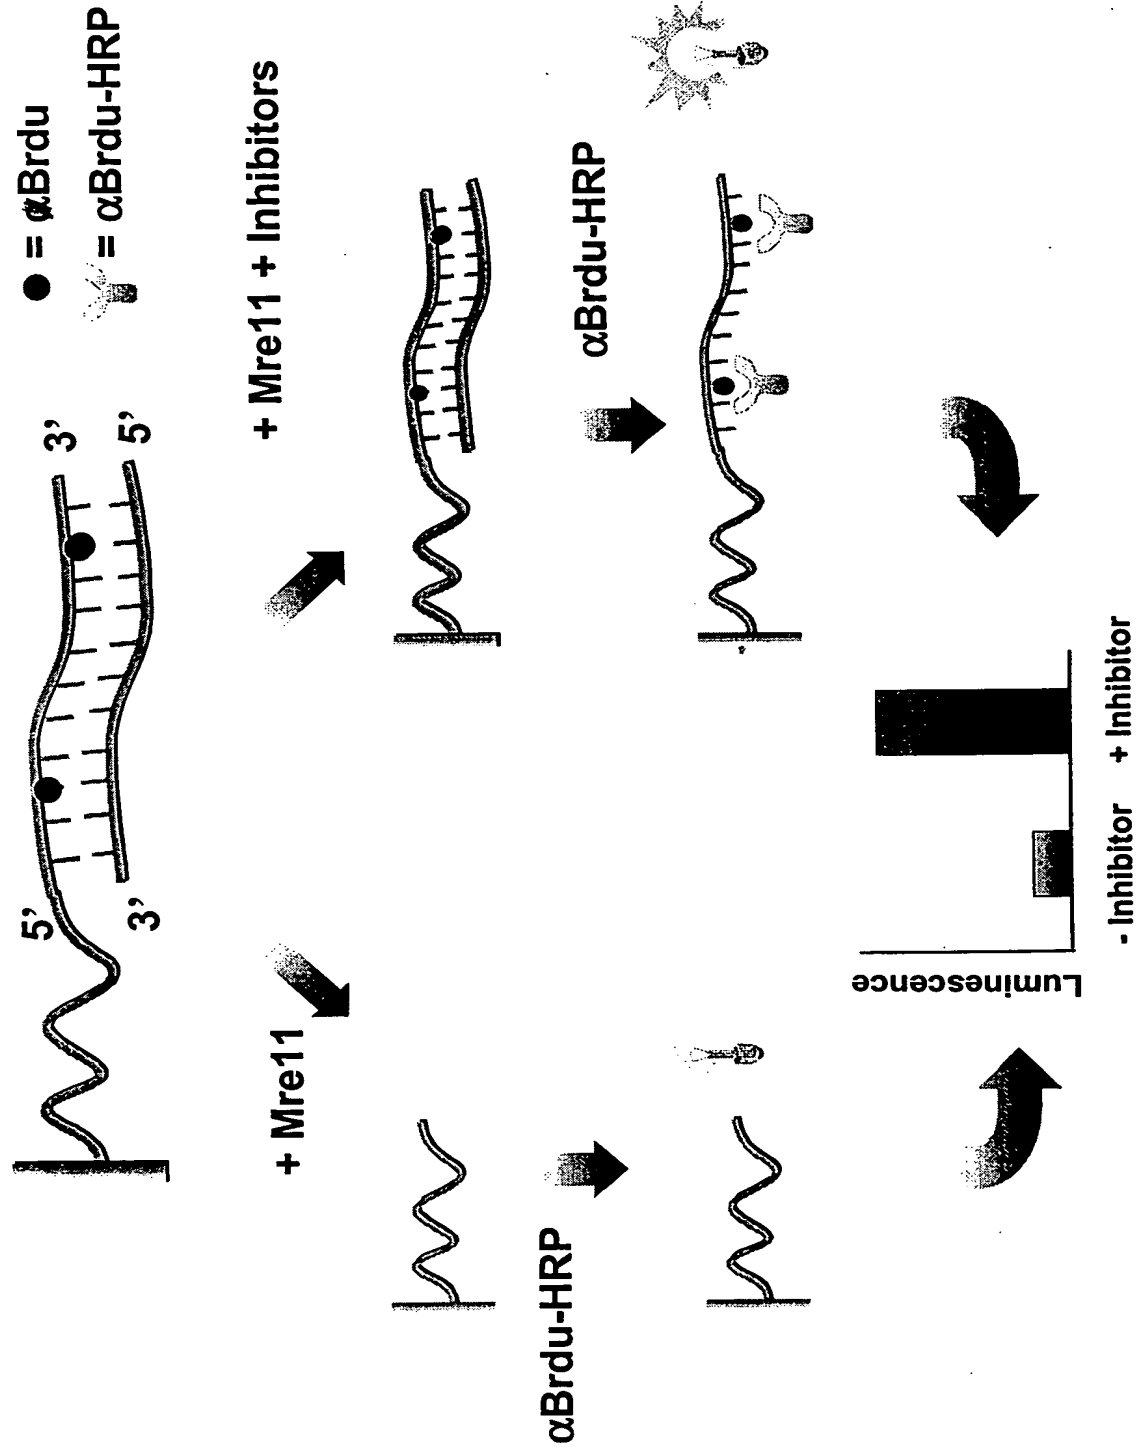 5' 3'
3' 5'
= αBrdu
= αBrdu-HRP
+ Mre11
+ Mre11 + Inhibitors
αBrdu-HRP
αBrdu-HRP
Luminescence
- Inhibitor + Inhibitor